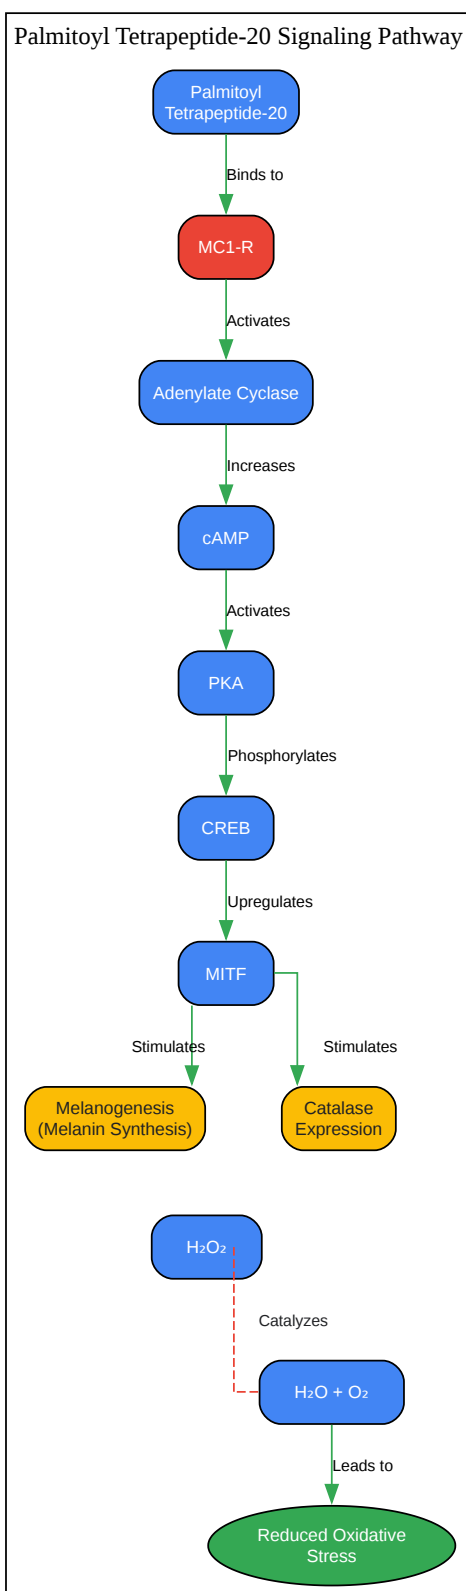 Palmitoyl Tetrapeptide-20 Signaling Pathway
Palmitoyl
Tetrapeptide-20
Binds to
MC1-R
Activates
Adenylate Cyclase
Increases
cAMP
Activates
PKA
Phosphorylates
CREB
Upregulates
MITF
Stimulates
Stimulates
Melanogenesis
(Melanin Synthesis)
Catalase
Expression
H₂O₂
Catalyzes
H₂O + O₂
Leads to
Reduced Oxidative
Stress